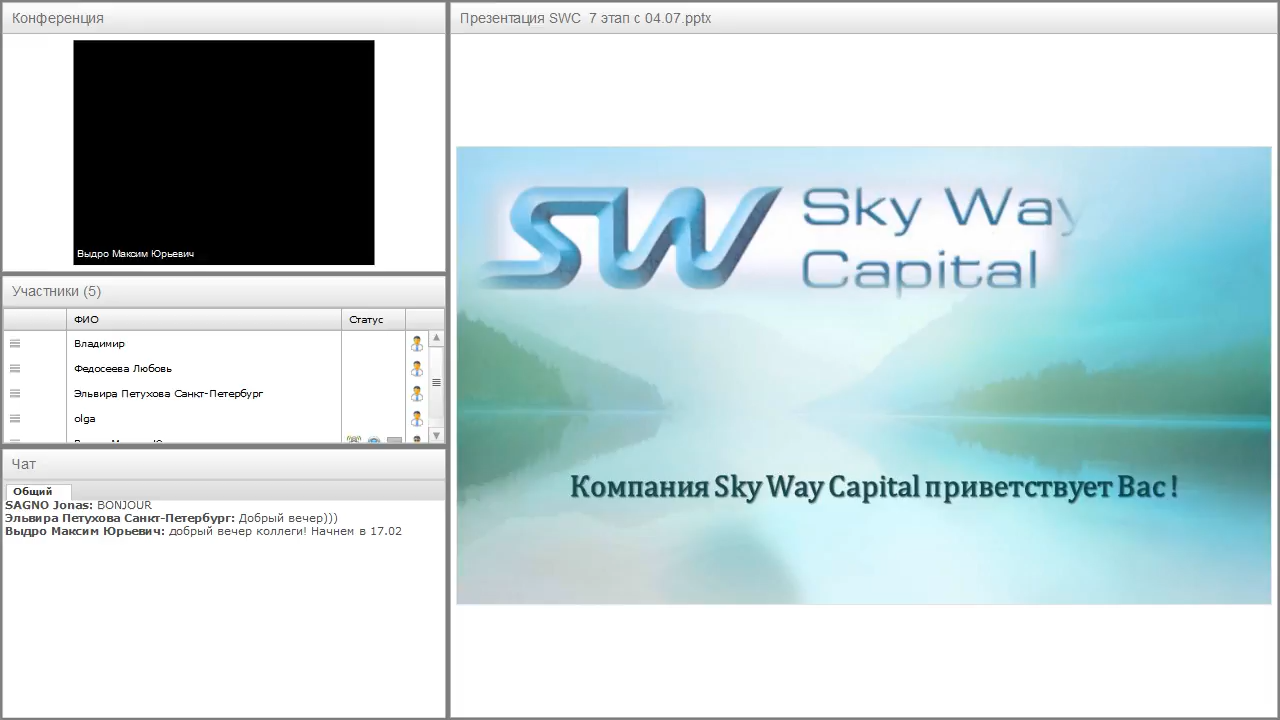 Конференция
Выдро Максим Юрьевич
Участники (5)
ФИО
Статус
Владимир
Федосеева Любовь
Эльвира Петухова Санкт-Петербург
olga
Чат
Общий
SAGNO Jonas: BONJOUR
Эльвира Петухова Санкт-Петербург: Добрый вечер)))
Выдро Максим Юрьевич: добрый вечер коллеги! Начнем в 17.02
Презентация SWC 7 этап с 04.07.pptx
SW Sky Way
Capital
Компания Sky Way Capital приветствует Вас !